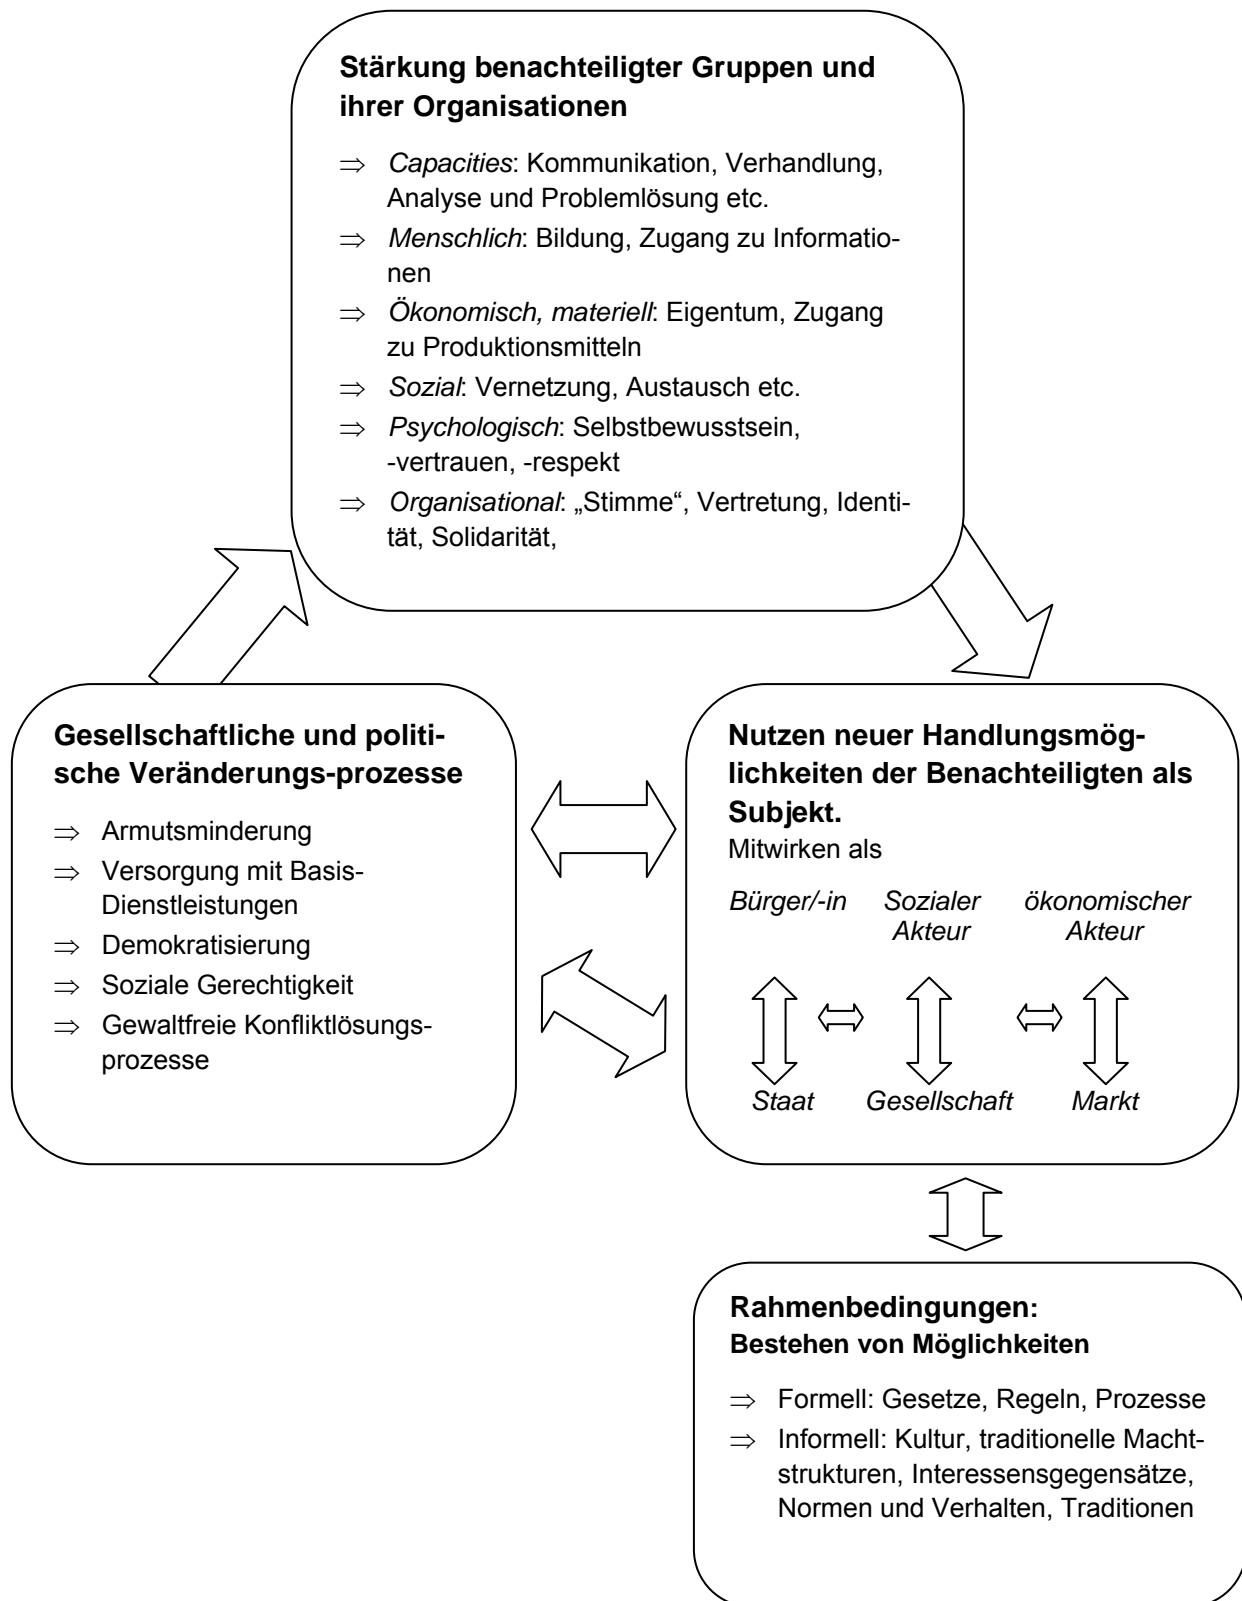 Stärkung benachteiligter Gruppen und
ihrer Organisationen
⇒ Capacities: Kommunikation, Verhandlung,
Analyse und Problemlösung etc.
⇒ Menschlich: Bildung, Zugang zu Informatio-
nen
⇒ Ökonomisch, materiell: Eigentum, Zugang
zu Produktionsmitteln
⇒ Sozial: Vernetzung, Austausch etc.
⇒ Psychologisch: Selbstbewusstsein,
-vertrauen, -respekt
⇒ Organisational: „Stimme“, Vertretung, Identi-
tät, Solidarität,
Gesellschaftliche und politi-
sche Veränderungs-prozesse
⇒ Armutsminderung
⇒ Versorgung mit Basis-
Dienstleistungen
⇒ Demokratisierung
⇒ Soziale Gerechtigkeit
⇒ Gewaltfreie Konfliktlösungs-
prozesse
Nutzen neuer Handlungsmög-
lichkeiten der Benachteiligten als
Subjekt.
Mitwirken als
Bürger/-in Sozialer ökonomischer
Akteur Akteur
Staat Gesellschaft Markt
Rahmenbedingungen:
Bestehen von Möglichkeiten
⇒ Formell: Gesetze, Regeln, Prozesse
⇒ Informell: Kultur, traditionelle Macht-
strukturen, Interessensgegensätze,
Normen und Verhalten, Traditionen